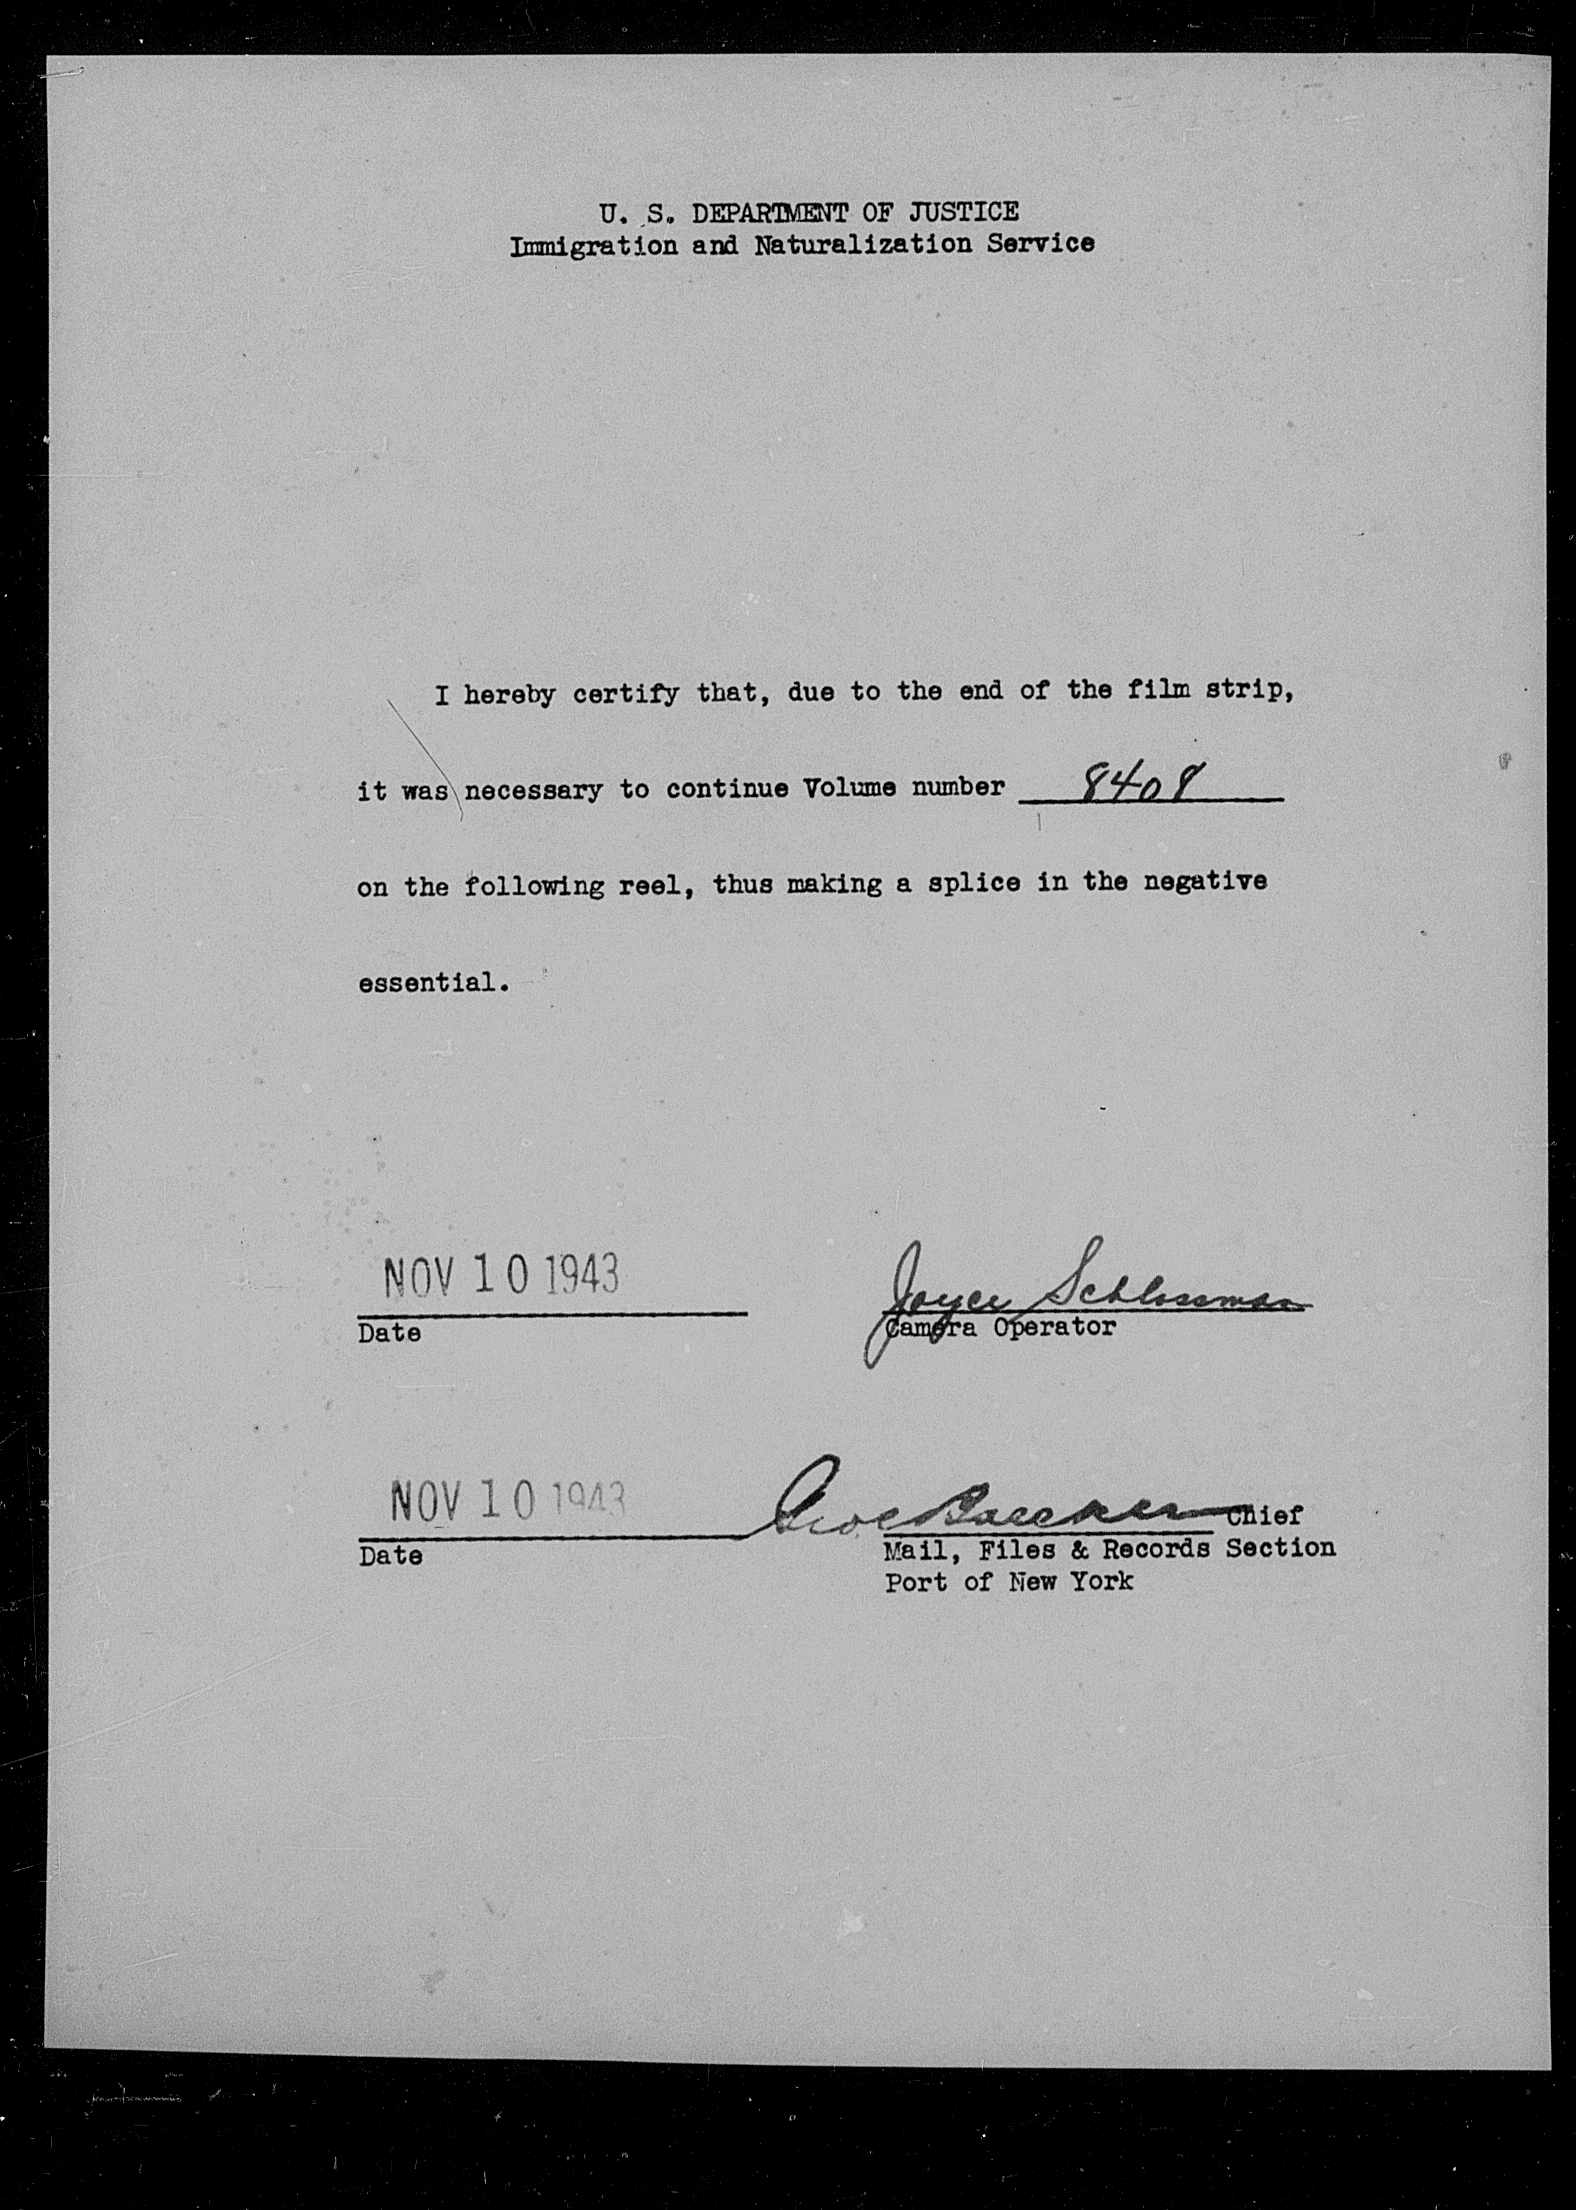 U. S. DEPARTMENT OF JUSTICE
Immigration and Naturalization Service
I hereby certify that, due to the end of the film strip,
it was necessary to continue Volume number 8408
on the following reel, thus making a splice in the negative
essential.
NOV 10 1943 Joyce Schlossman
Date Camera Operator
NOV 10 1943 Chief
Date Mail, Files & Records Section
Port of New York